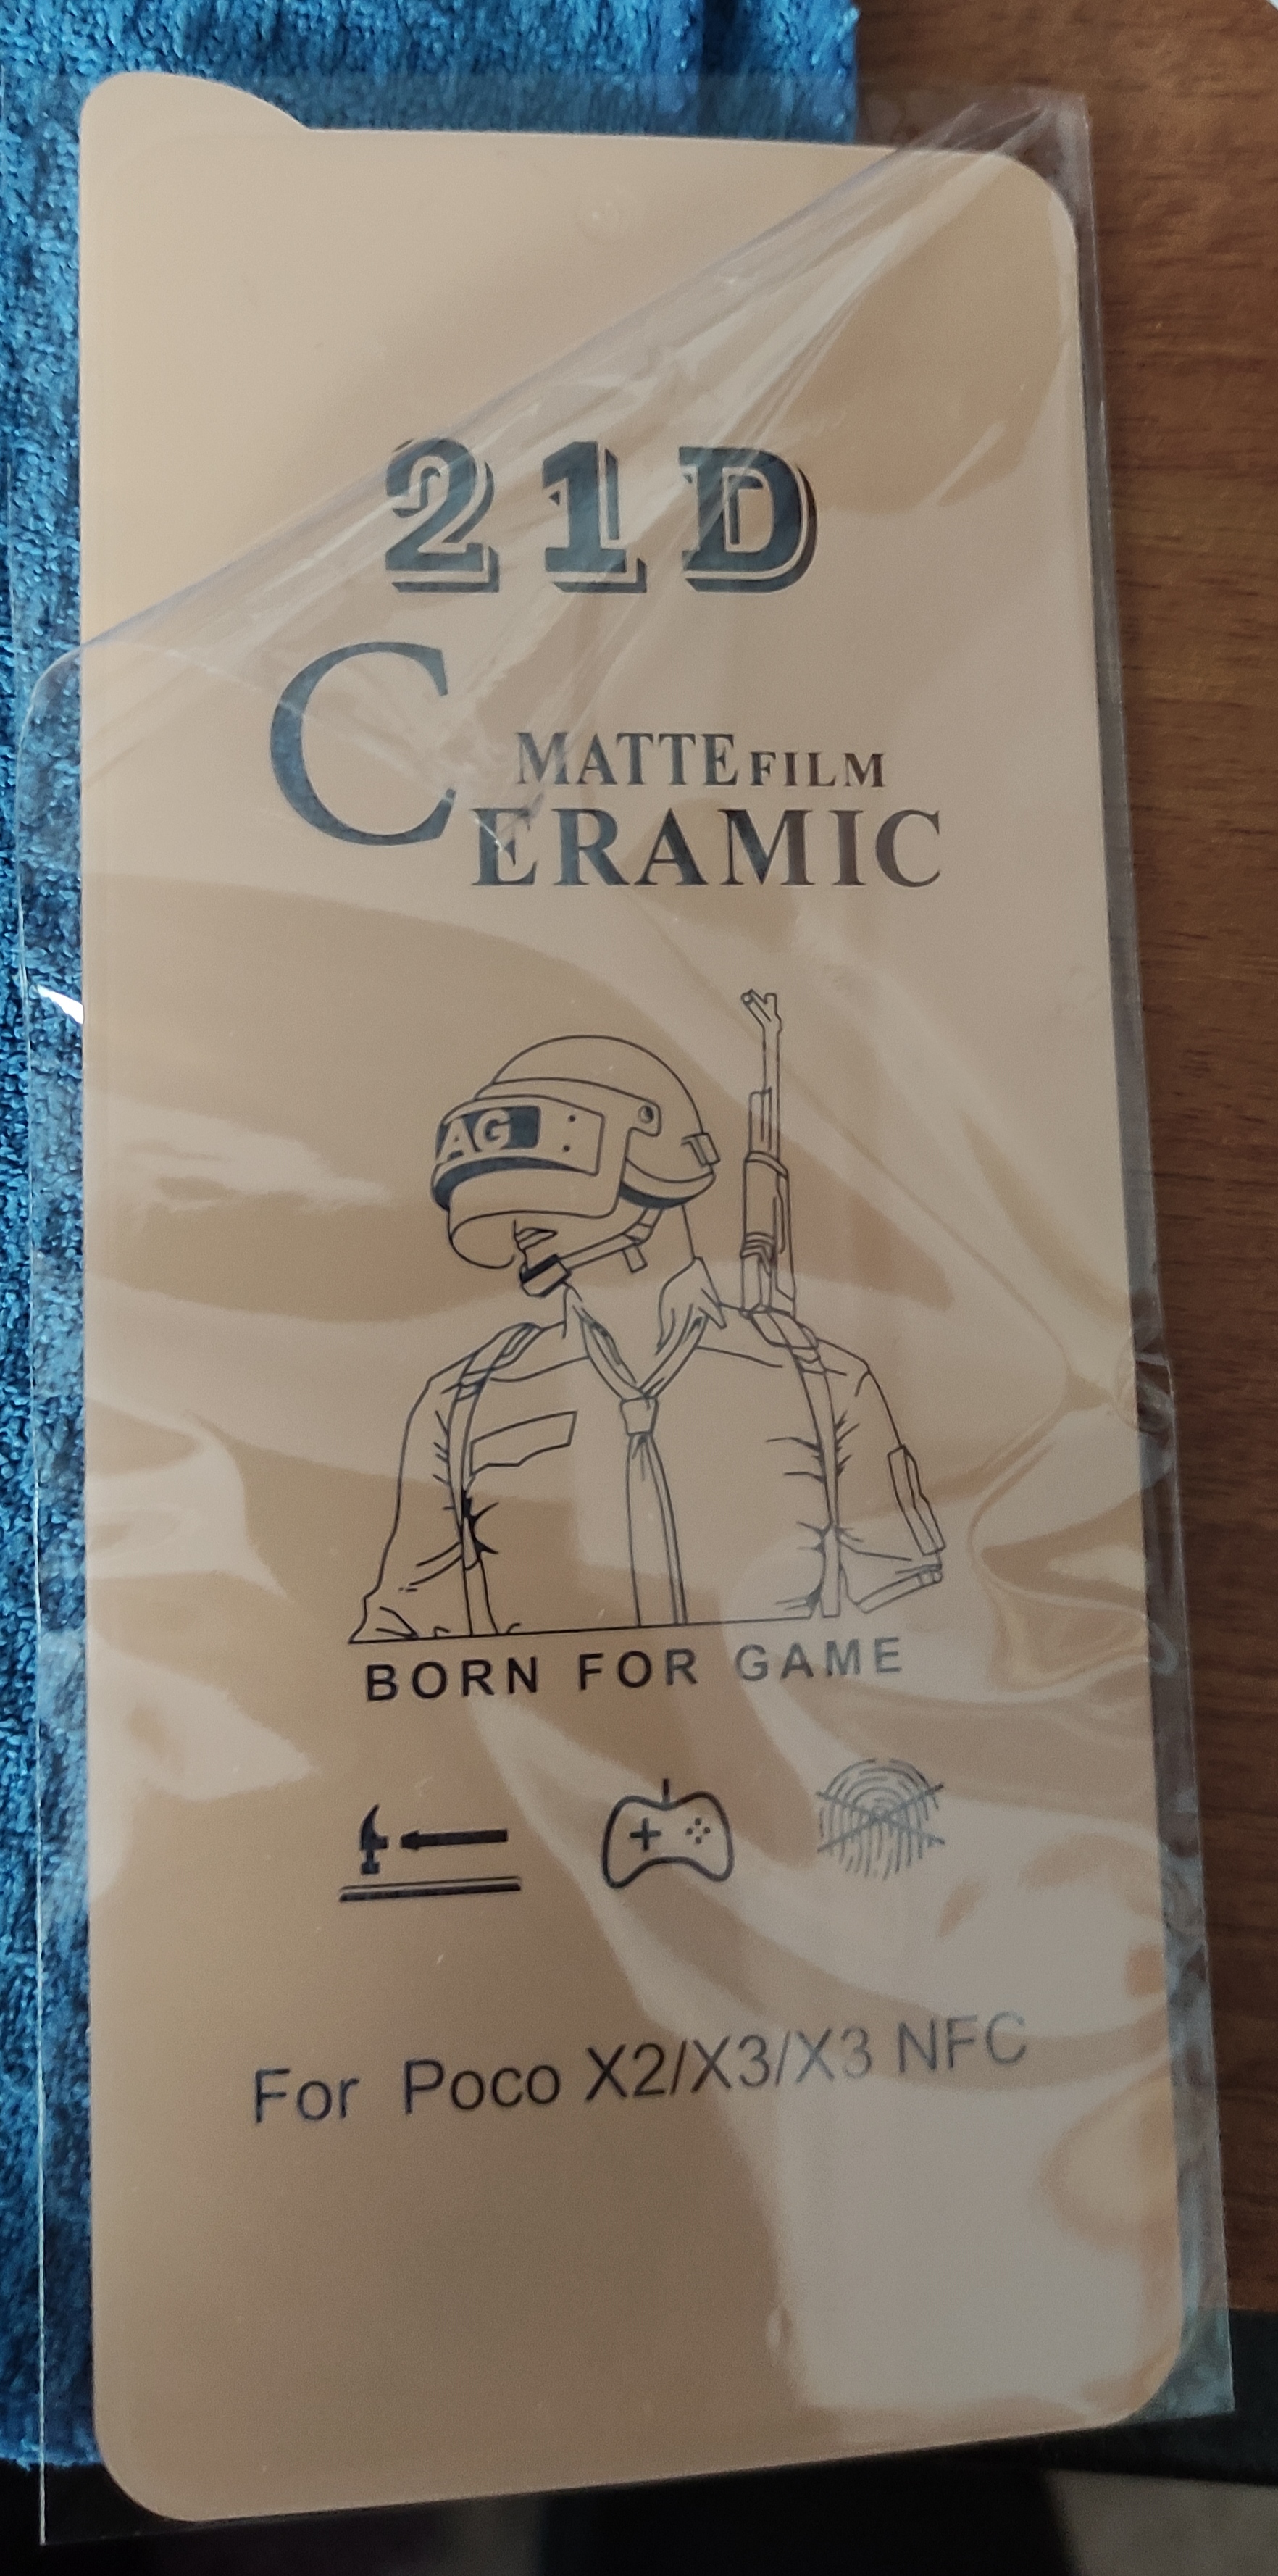 21D
MATTE FILM
CERAMIC
AG
BORN FOR GAME
For Poco X2/X3/X3 NFC